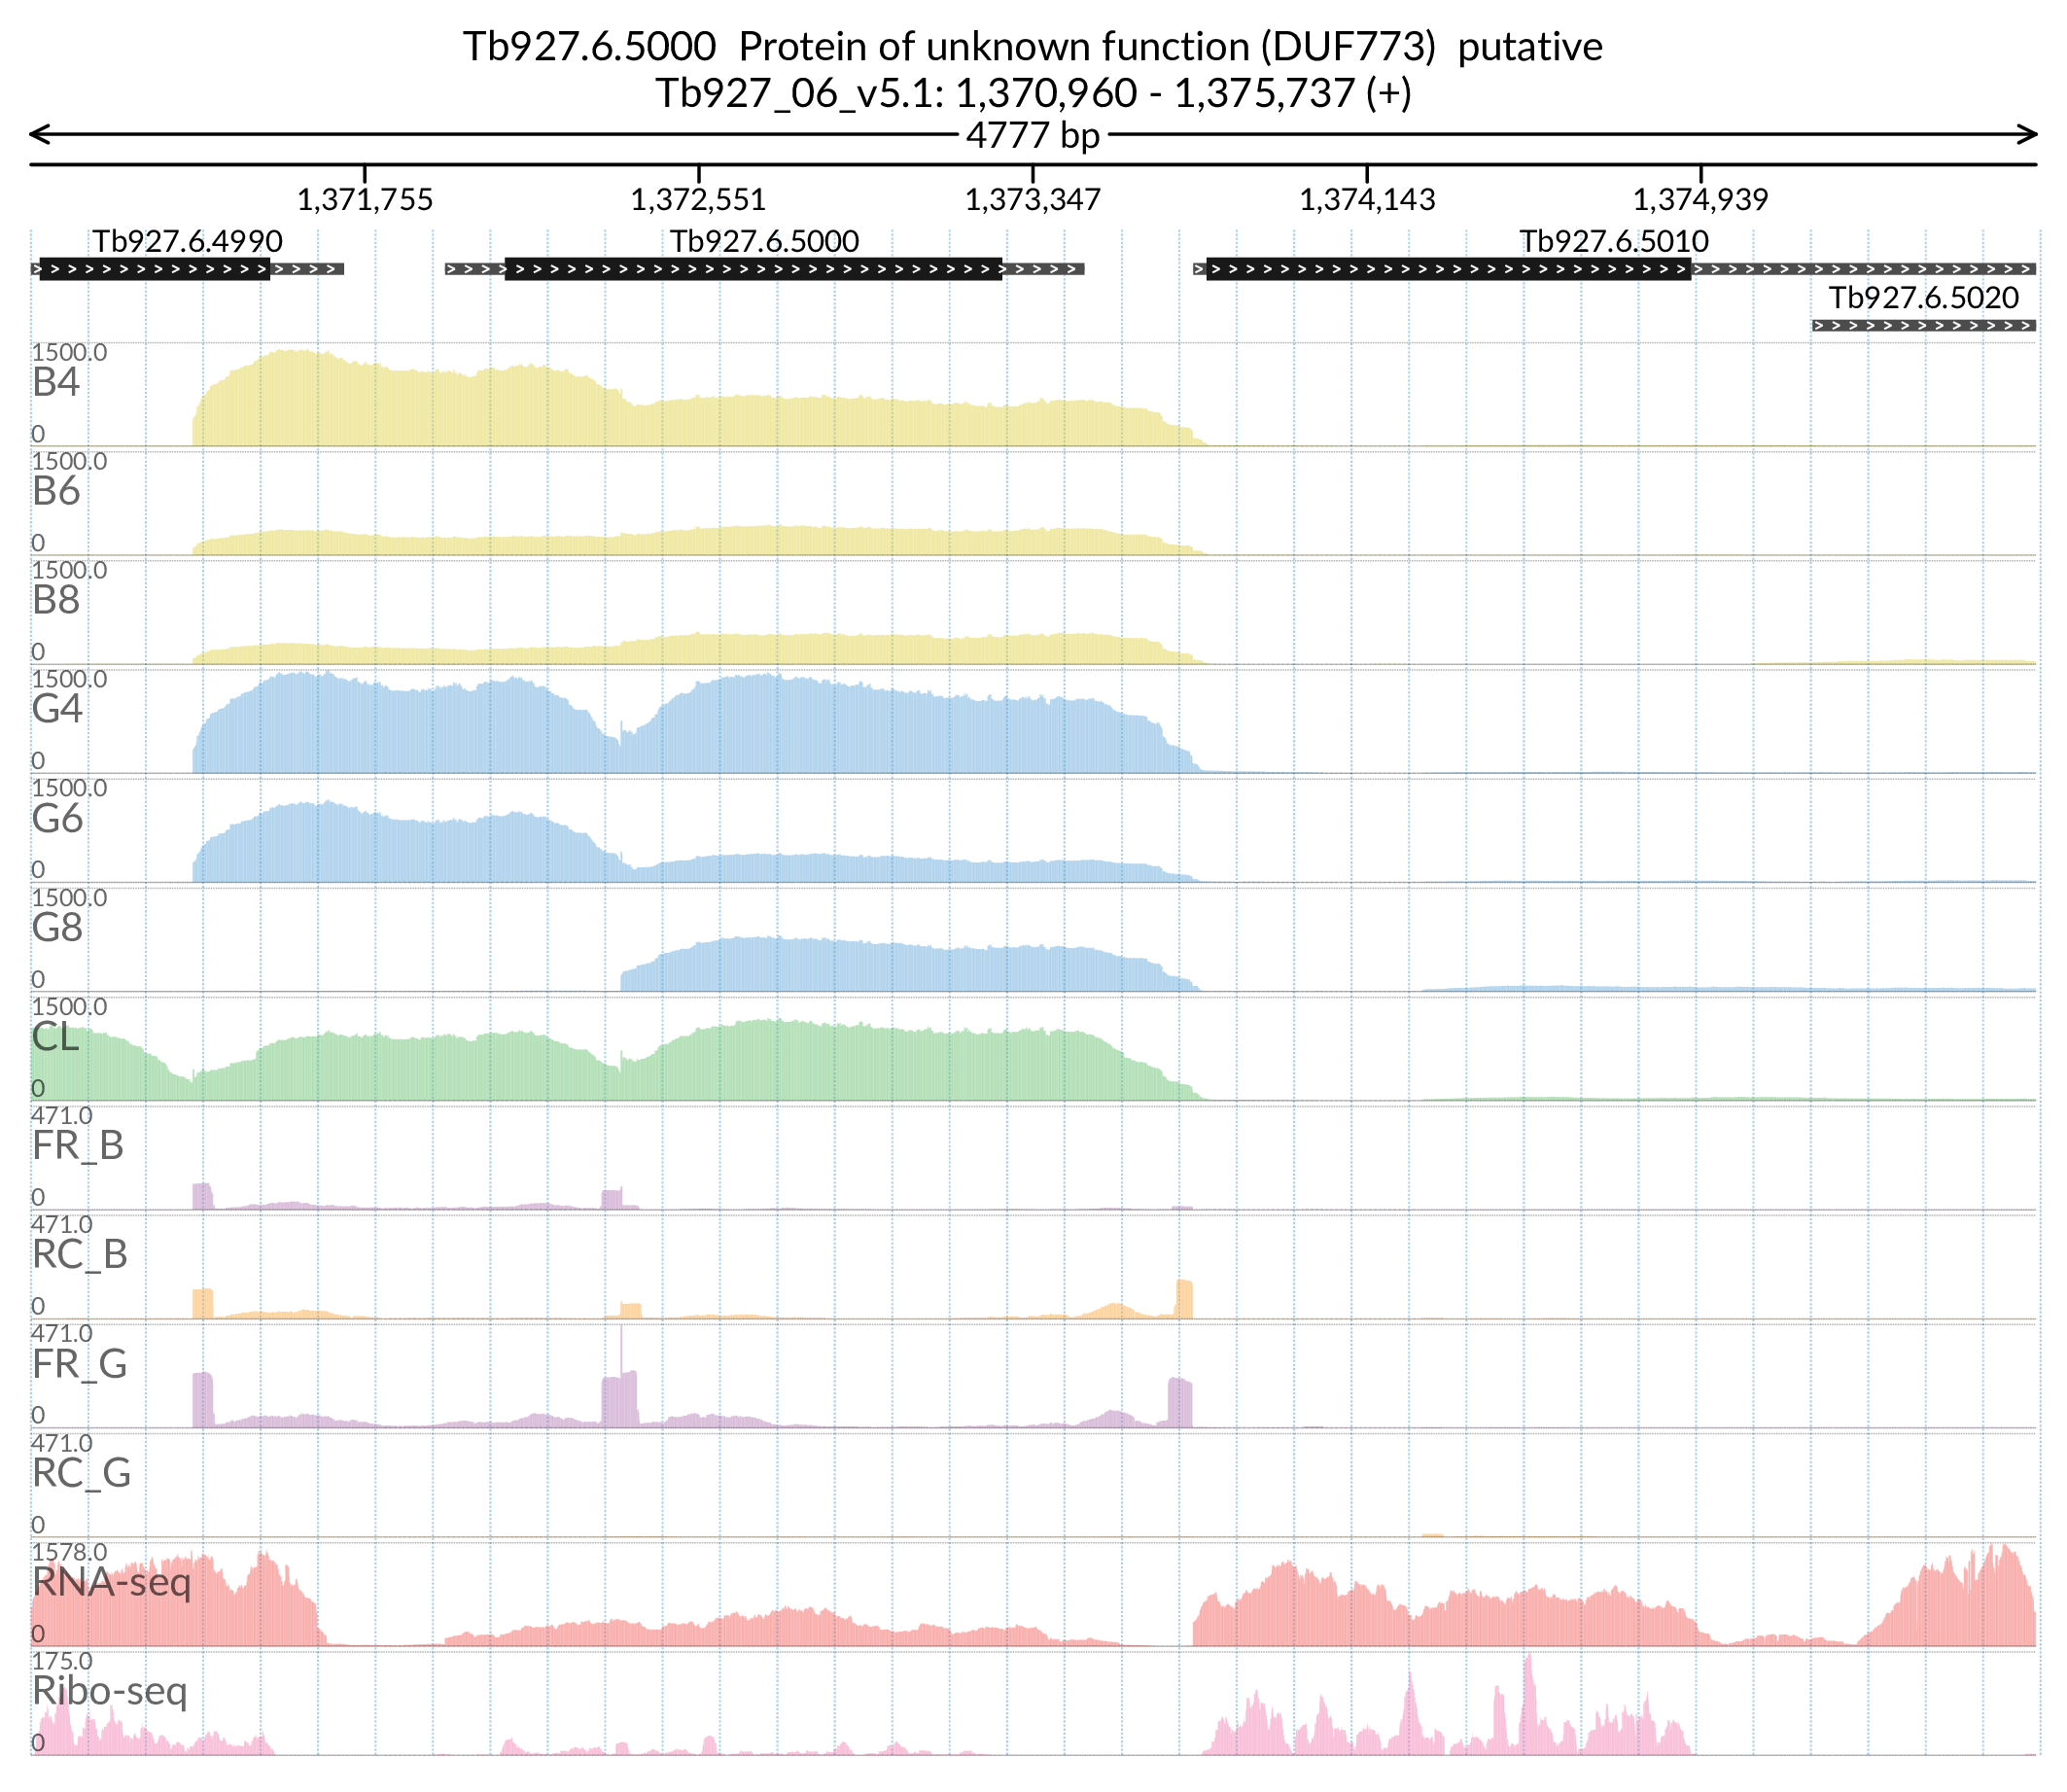 Tb927.6.5000  Protein of unknown function (DUF773)  putative
Tb927_06_v5.1: 1,370,960 - 1,375,737 (+)
4777 bp
1,371,755 1,372,551 1,373,347 1,374,143 1,374,939
Tb927.6.4990 Tb927.6.5000 Tb927.6.5010
Tb927.6.5020
1500.0
B4
0
1500.0
B6
0
1500.0
B8
0
1500.0
G4
0
1500.0
G6
0
1500.0
G8
0
1500.0
CL
0
471.0
FR_B
0
471.0
RC_B
0
471.0
FR_G
0
471.0
RC_G
0
1578.0
RNA-seq
0
175.0
Ribo-seq
0